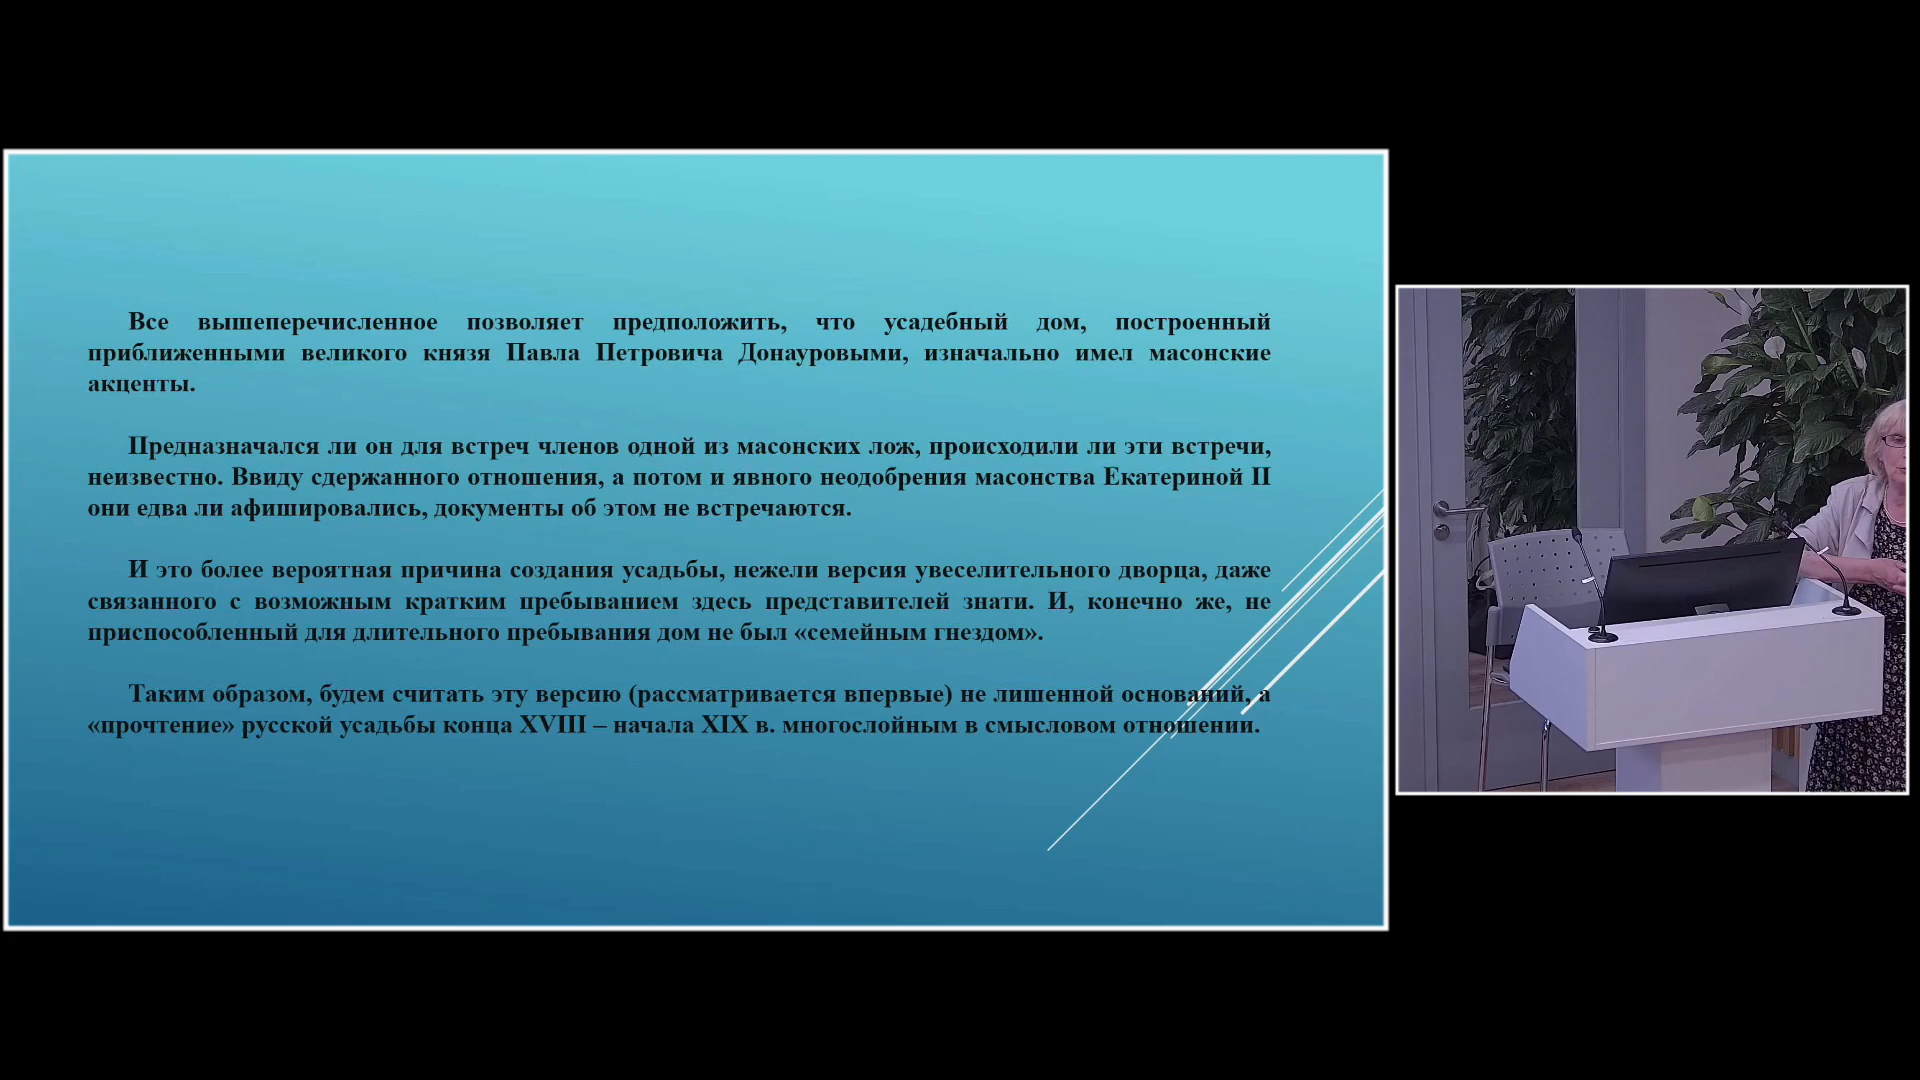 Все вышеперечисленное позволяет предположить, что усадебный дом, построенный
приближенными великого князя Павла Петровича Донауровыми, изначально имел масонские
акценты.
Предназначался ли он для встреч членов одной из масонских лож, происходили ли эти встречи,
неизвестно. Ввиду сдержанного отношения, а потом и явного неодобрения масонства Екатериной II
они едва ли афишировались, документы об этом не встречаются.
И это более вероятная причина создания усадьбы, нежели версия увеселительного дворца, даже
связанного с возможным кратким пребыванием здесь представителей знати. И, конечно же, не
приспособленный для длительного пребывания дом не был «семейным гнездом».
Таким образом, будем считать эту версию (рассматривается впервые) не лишенной оснований, а
«прочтение» русской усадьбы конца XVIII – начала XIX в. многослойным в смысловом отношении.